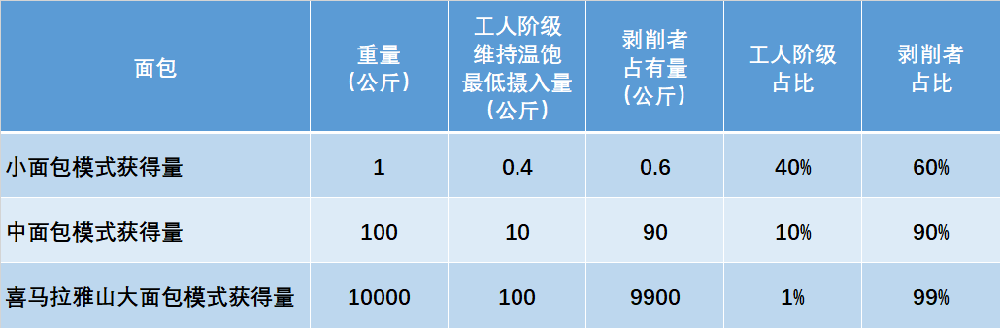 面包
重量
(公斤)
工人阶级
维持温饱
最低摄入量
(公斤)
剥削者
占有量
(公斤)
工人阶级
占比
剥削者
占比
小面包模式获得量 1 0.4 0.6 40% 60%
中面包模式获得量 100 10 90 10% 90%
喜马拉雅山大面包模式获得量 10000 100 9900 1% 99%